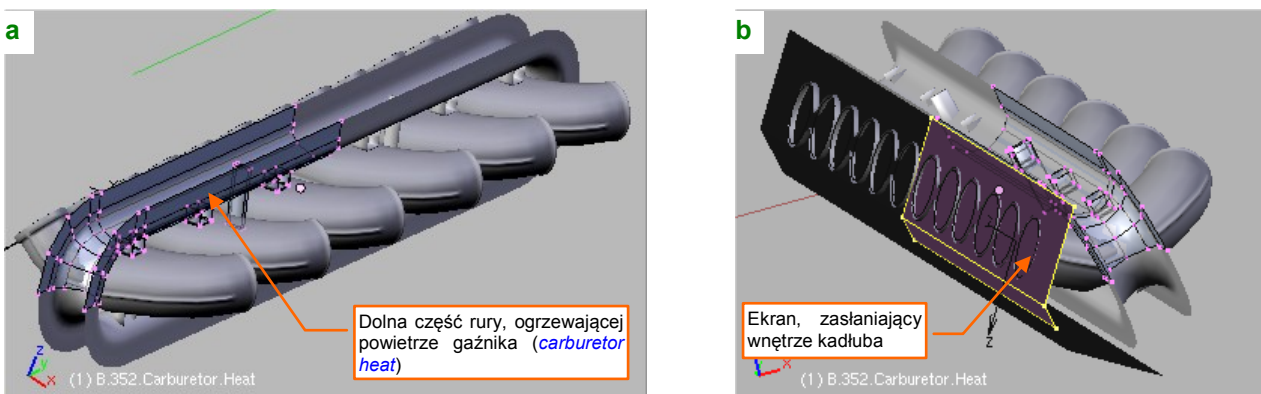 a
Dolna część rury, ogrzewającej
powietrze gaźnika (carburetor
heat)
z
y
x
(1) B.352.Carburetor.Heat
b
Ekran, zasłaniający
wnętrze kadłuba
z
x
(1) B.352.Carburetor.Heat